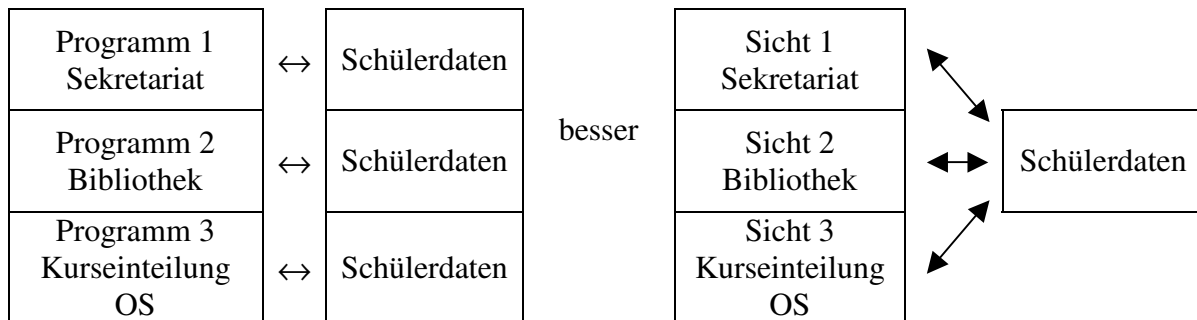 Programm 1
Sekretariat
↔
Schülerdaten
Programm 2
Bibliothek
↔
Schülerdaten
Programm 3
Kurseinteilung
OS
↔
Schülerdaten
besser
Sicht 1
Sekretariat
Sicht 2
Bibliothek
Sicht 3
Kurseinteilung
OS
Schülerdaten